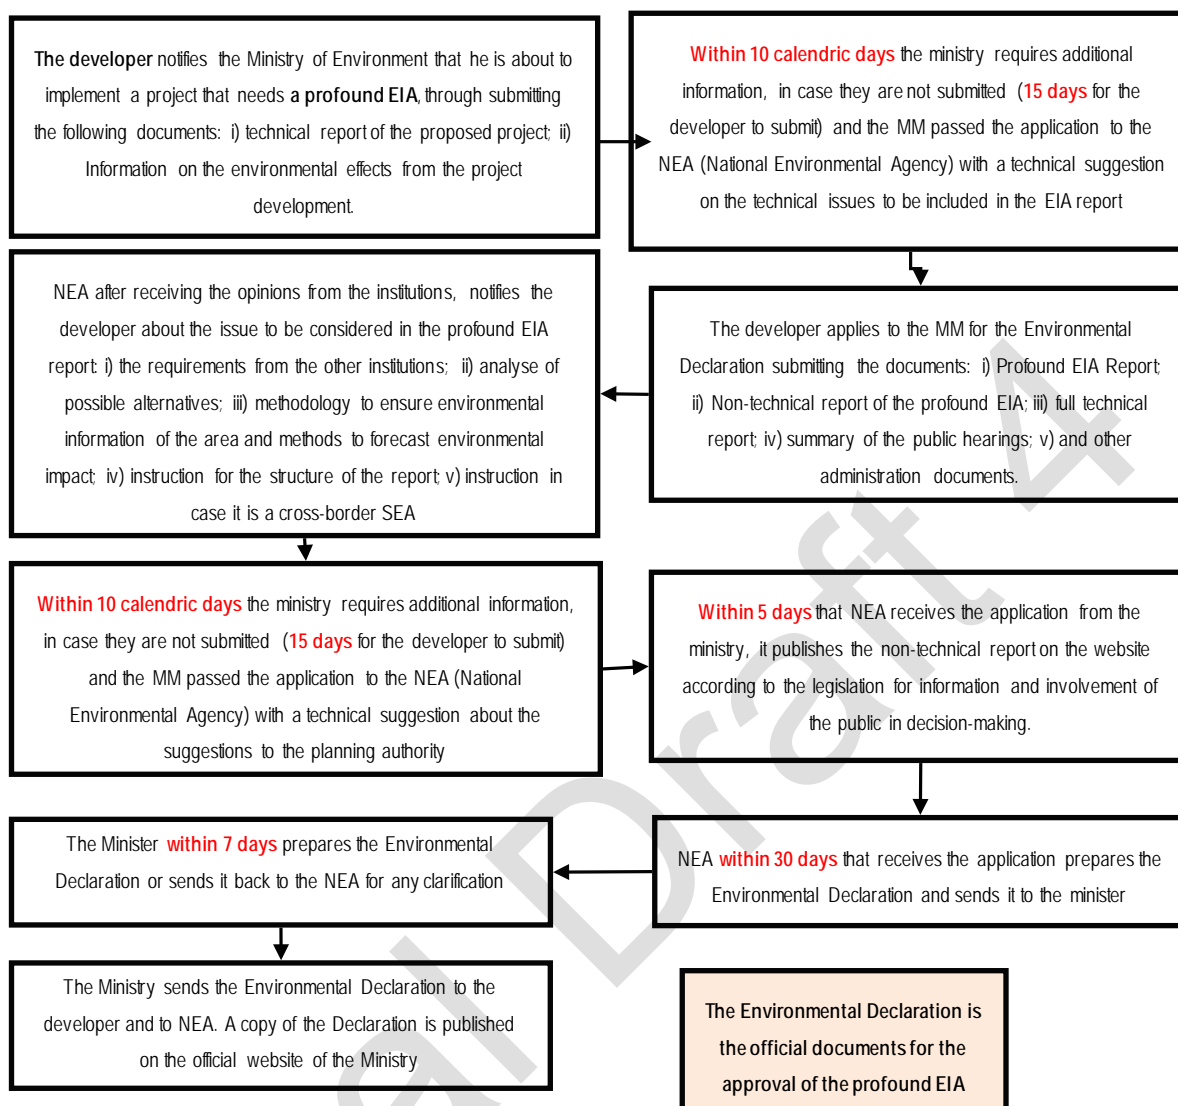 The developer notifies the Ministry of Environment that he is about to
implement a project that needs a profound EIA, through submitting
the following documents: i) technical report of the proposed project; ii)
Information on the environmental effects from the project
development.
Within 10 calendric days the ministry requires additional
information, in case they are not submitted (15 days for the
developer to submit) and the MM passed the application to the
NEA (National Environmental Agency) with a technical suggestion
on the technical issues to be included in the EIA report
NEA after receiving the opinions from the institutions, notifies the
developer about the issue to be considered in the profound EIA
report: i) the requirements from the other institutions; ii) analyse of
possible alternatives; iii) methodology to ensure environmental
information of the area and methods to forecast environmental
impact; iv) instruction for the structure of the report; v) instruction in
case it is a cross-border SEA
The developer applies to the MM for the Environmental
Declaration submitting the documents: i) Profound EIA Report;
ii) Non-technical report of the profound EIA; iii) full technical
report; iv) summary of the public hearings; v) and other
administration documents.
Within 10 calendric days the ministry requires additional information,
in case they are not submitted (15 days for the developer to submit)
and the MM passed the application to the NEA (National
Environmental Agency) with a technical suggestion about the
suggestions to the planning authority
Within 5 days that NEA receives the application from the
ministry, it publishes the non-technical report on the website
according to the legislation for information and involvement of
the public in decision-making.
The Minister within 7 days prepares the Environmental
Declaration or sends it back to the NEA for any clarification
NEA within 30 days that receives the application prepares the
Environmental Declaration and sends it to the minister
The Ministry sends the Environmental Declaration to the
developer and to NEA. A copy of the Declaration is published
on the official website of the Ministry
The Environmental Declaration is
the official documents for the
approval of the profound EIA
al Draft 4